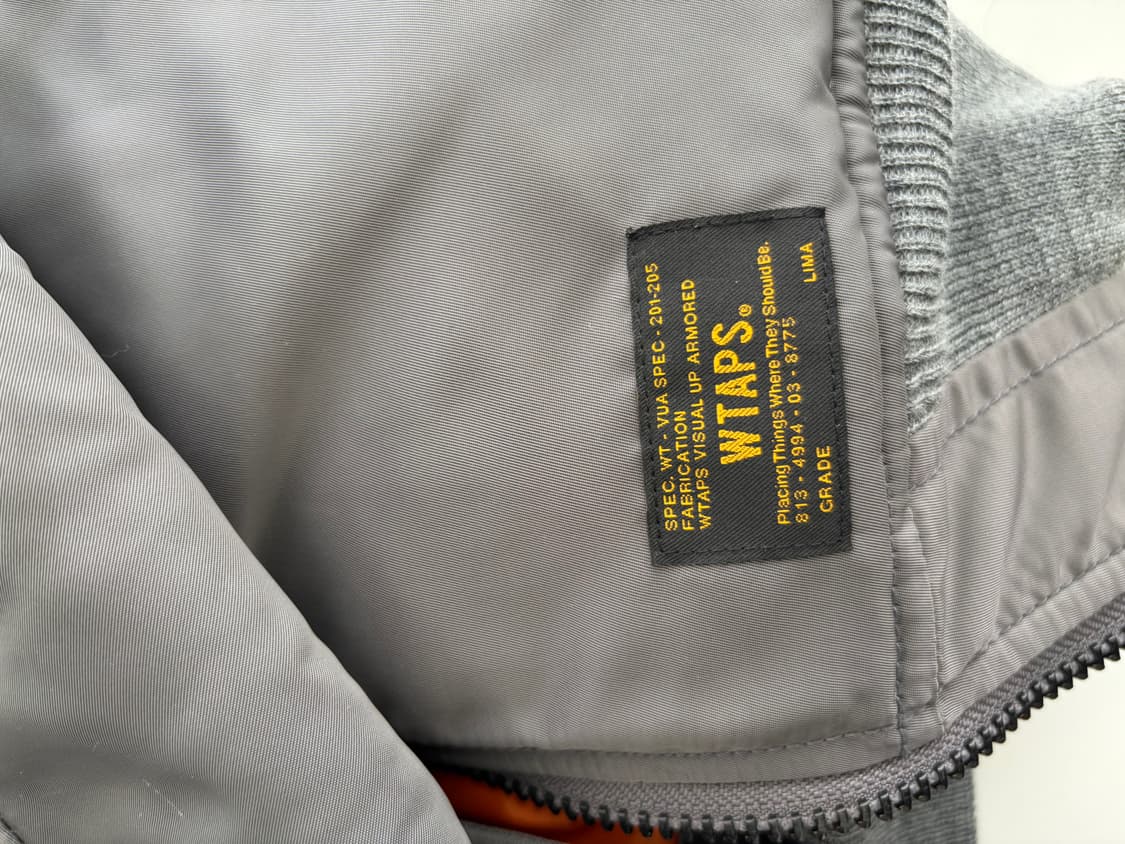 SPEC. WT - VUA SPEC - 201-205
FABRICATION
WTAPS VISUAL UP ARMORED
WTAPS®
Placing Things Where They Should Be.
813 - 4994 - 03 - 8775
GRADE LIMA